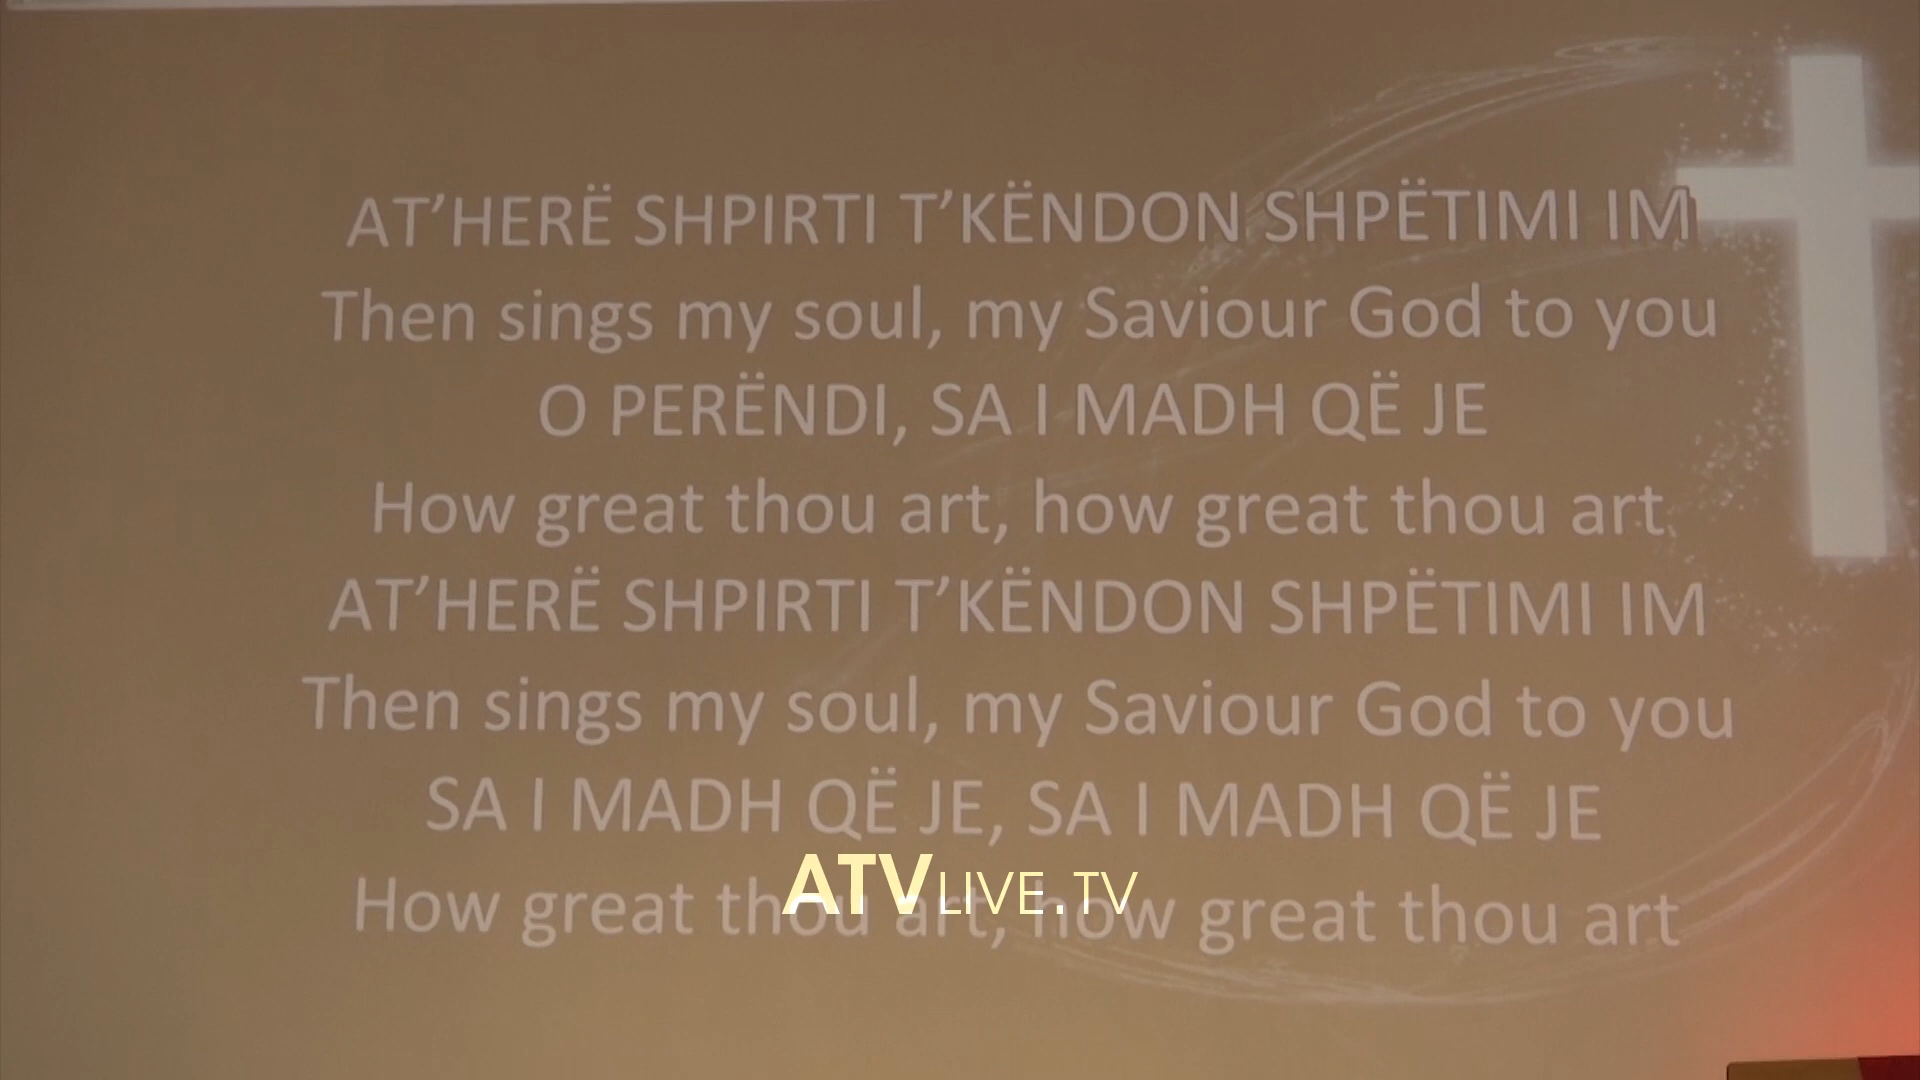 AT’HERË SHPIRTI T’KËNDON SHPËTIMI IM
Then sings my soul, my Saviour God to you
O PERËNDI, SA I MADH QË JE
How great thou art, how great thou art
AT’HERË SHPIRTI T’KËNDON SHPËTIMI IM
Then sings my soul, my Saviour God to you
SA I MADH QË JE, SA I MADH QË JE
ATVLIVE.TV
How great thou art, how great thou art